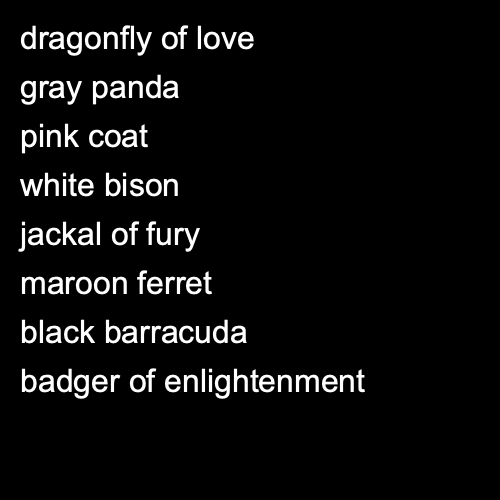 dragonfly of love
gray panda
pink coat
white bison
jackal of fury
maroon ferret
black barracuda
badger of enlightenment